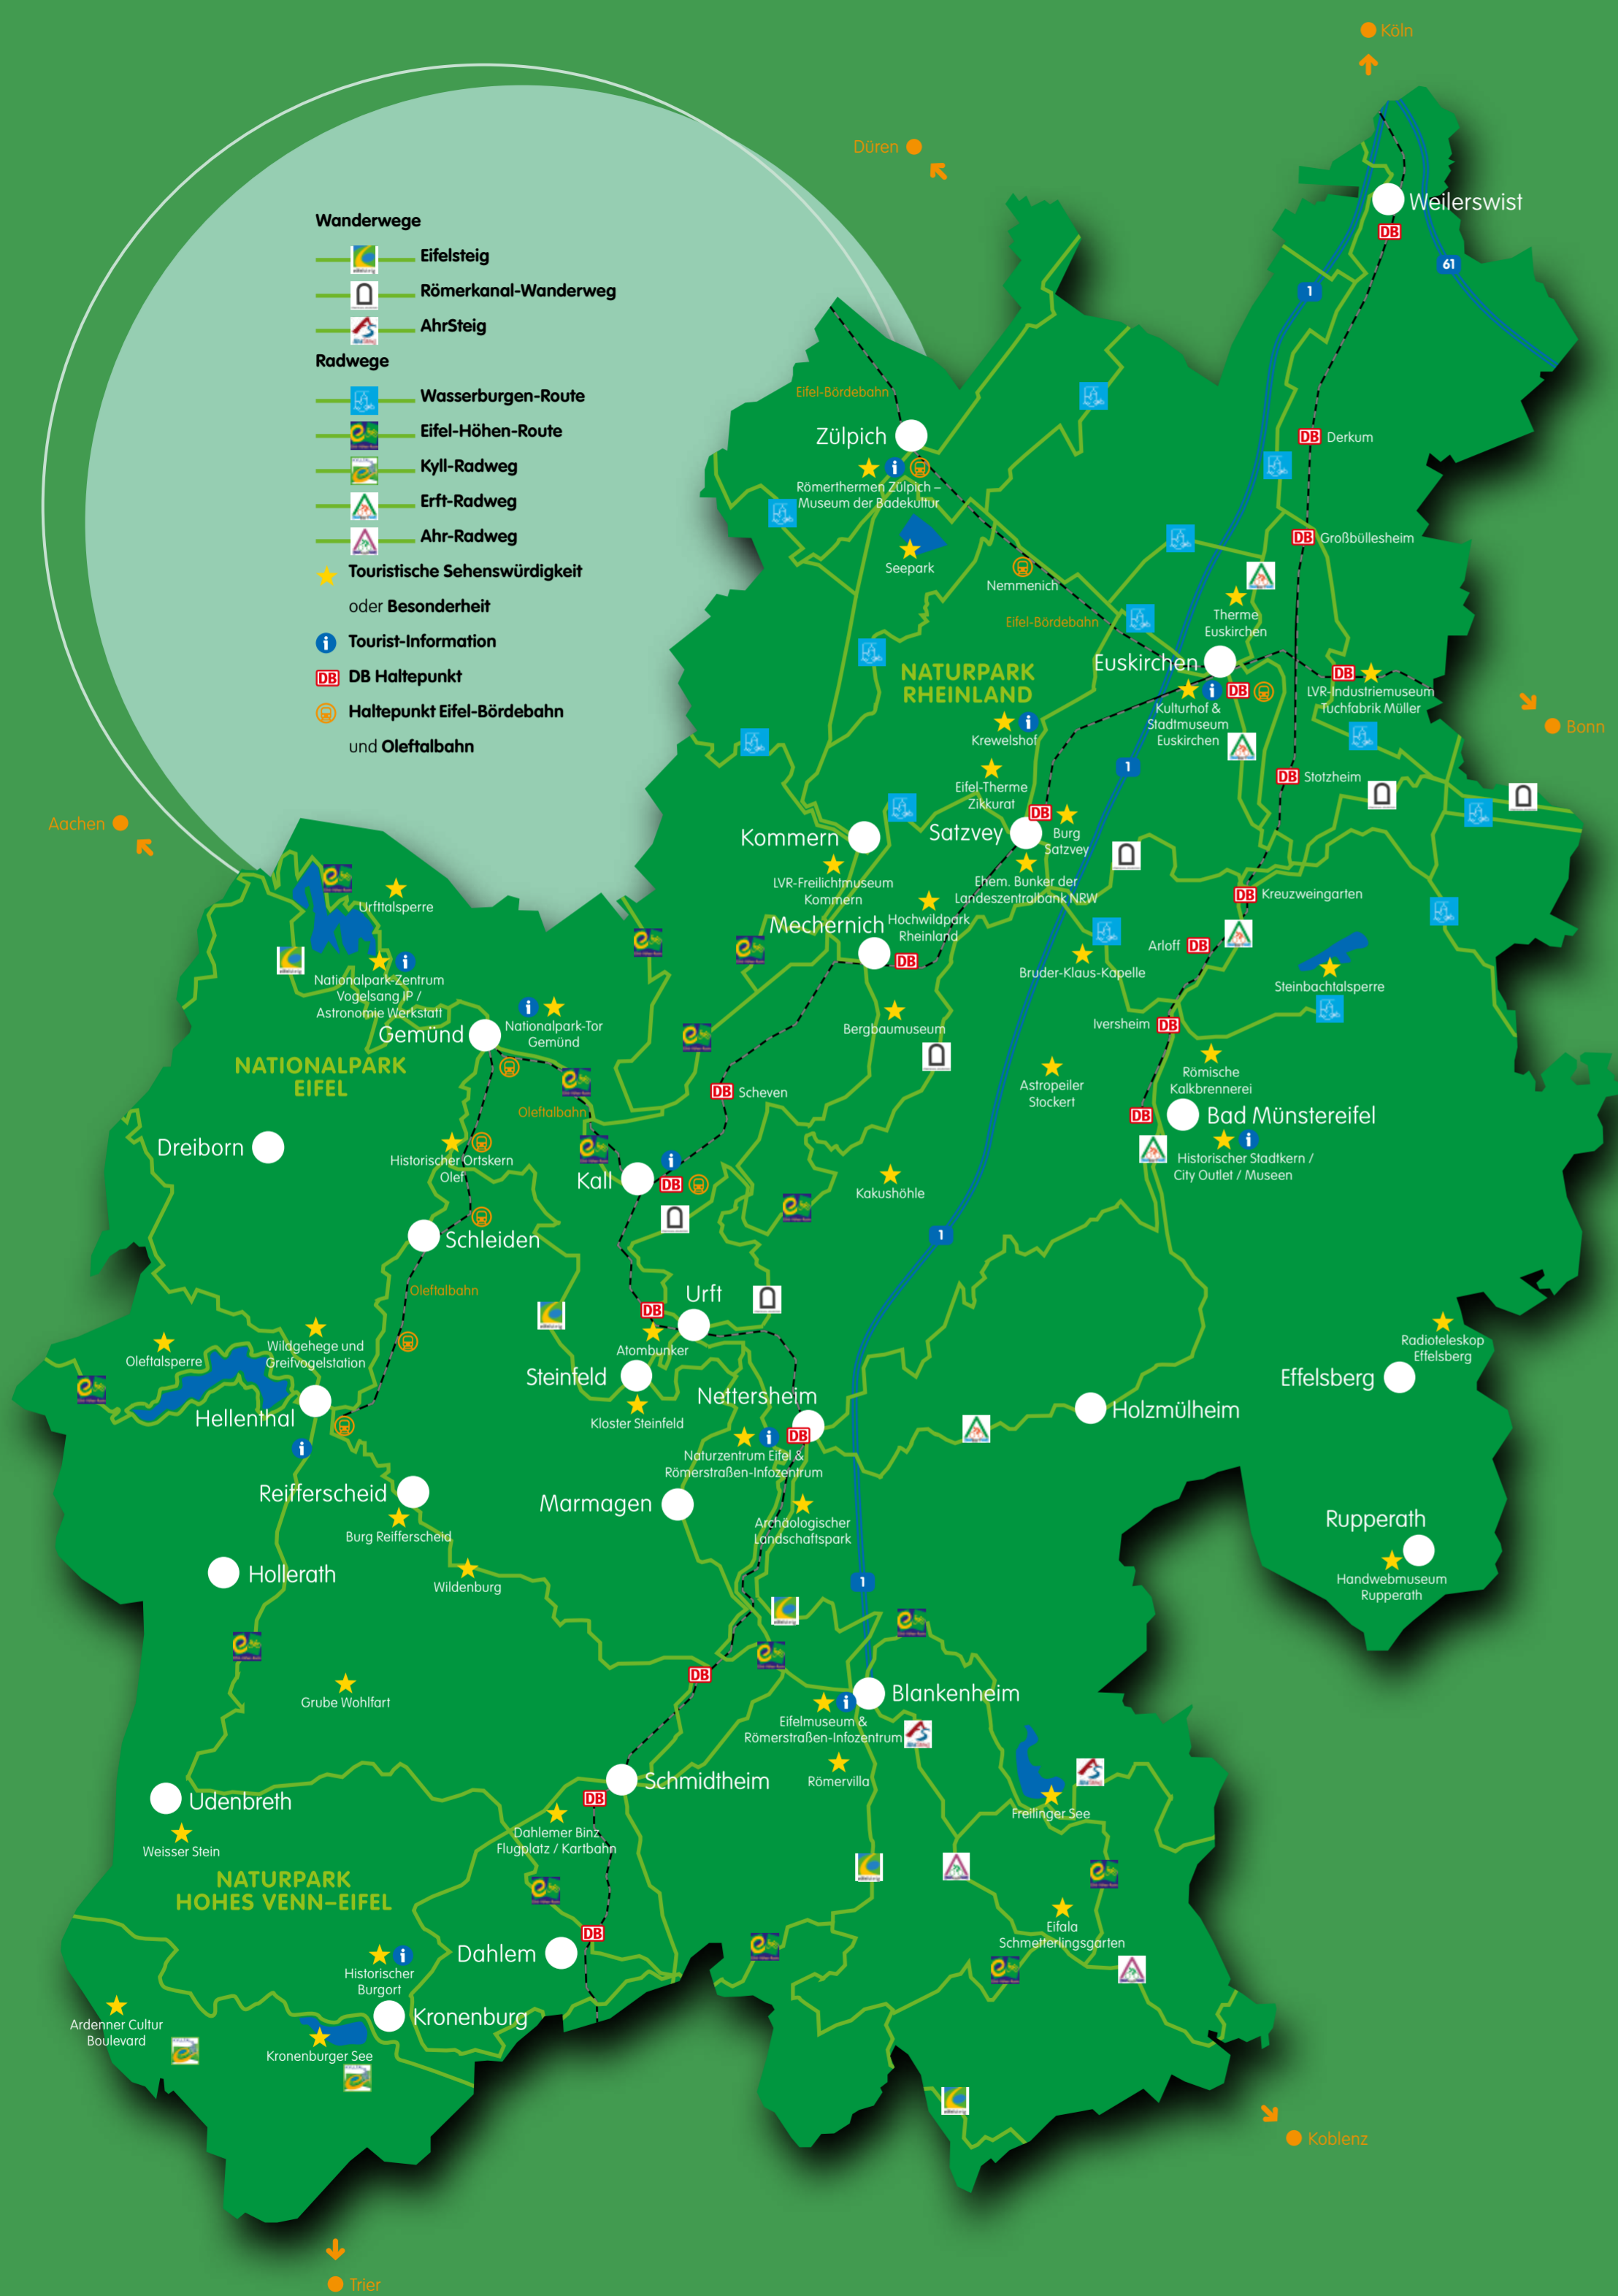 Köln
Düren
Weilerswist
DB
61
1
Wanderwege
Eifelsteig
Römerkanal-Wanderweg
AhrSteig
Radwege
Wasserburgen-Route
Eifel-Höhen-Route
Kyll-Radweg
Erft-Radweg
Ahr-Radweg
Touristische Sehenswürdigkeit
oder Besonderheit
i Tourist-Information
DB DB Haltepunkt
Haltepunkt Eifel-Bördebahn
und Oleftalbahn
Eifel-Bördebahn
Zülpich
i
Römerthermen Zülpich –
Museum der Badekultur
Seepark
Nemmenich
Eifel-Bördebahn
DB Derkum
DB Großbüllesheim
Therme
Euskirchen
Euskirchen
i DB
Kulturhof &
Stadtmuseum
Euskirchen
DB
LVR-Industriemuseum
Tuchfabrik Müller
Bonn
NATURPARK
RHEINLAND
i
Krewelshof
Eifel-Therme
Zikkurat
1
DB Stotzheim
Aachen
Kommern
LVR-Freilichtmuseum
Kommern
Satzvey
DB
Burg
Satzvey
Ehem. Bunker der
Landeszentralbank NRW
Hochwildpark
Rheinland
Mechernich
DB
DB Kreuzweingarten
Arloff DB
Bruder-Klaus-Kapelle
Steinbachtalsperre
Iversheim DB
Urfttalsperre
i
Nationalpark-Zentrum
Vogelsang IP /
Astronomie Werkstatt
i
Nationalpark-Tor
Gemünd
Gemünd
NATIONALPARK
EIFEL
Bergbaumuseum
Astropeiler
Stockert
Römische
Kalkbrennerei
DB
Bad Münstereifel
i
Historischer Stadtkern /
City Outlet / Museen
DB Scheven
Oleftalbahn
Dreiborn
Historischer Ortskern
Olef
Kall
i
DB
Kakushöhle
Schleiden
1
Oleftalbahn
Urft
DB
Atombunker
Oleftalsperre
Wildgehege und
Greifvogelstation
Hellenthal
i
Steinfeld
Kloster Steinfeld
Nettersheim
i DB
Naturzentrum Eifel &
Römerstraßen-Infozentrum
Holzmülheim
Radioteleskop
Effelsberg
Effelsberg
Reifferscheid
Burg Reifferscheid
Marmagen
Archäologischer
Landschaftspark
Rupperath
Handwebmuseum
Rupperath
Hollerath
Wildenburg
1
Grube Wohlfart
DB
Blankenheim
i
Eifelmuseum &
Römerstraßen-Infozentrum
Römervilla
Schmidtheim
DB
Freilinger See
Udenbreth
Weisser Stein
Dahlemer Binz
Flugplatz / Kartbahn
NATURPARK
HOHES VENN–EIFEL
Eifala
Schmetterlingsgarten
DB
Dahlem
i
Historischer
Burgort
Kronenburg
Ardenner Cultur
Boulevard
Kronenburger See
Koblenz
Trier